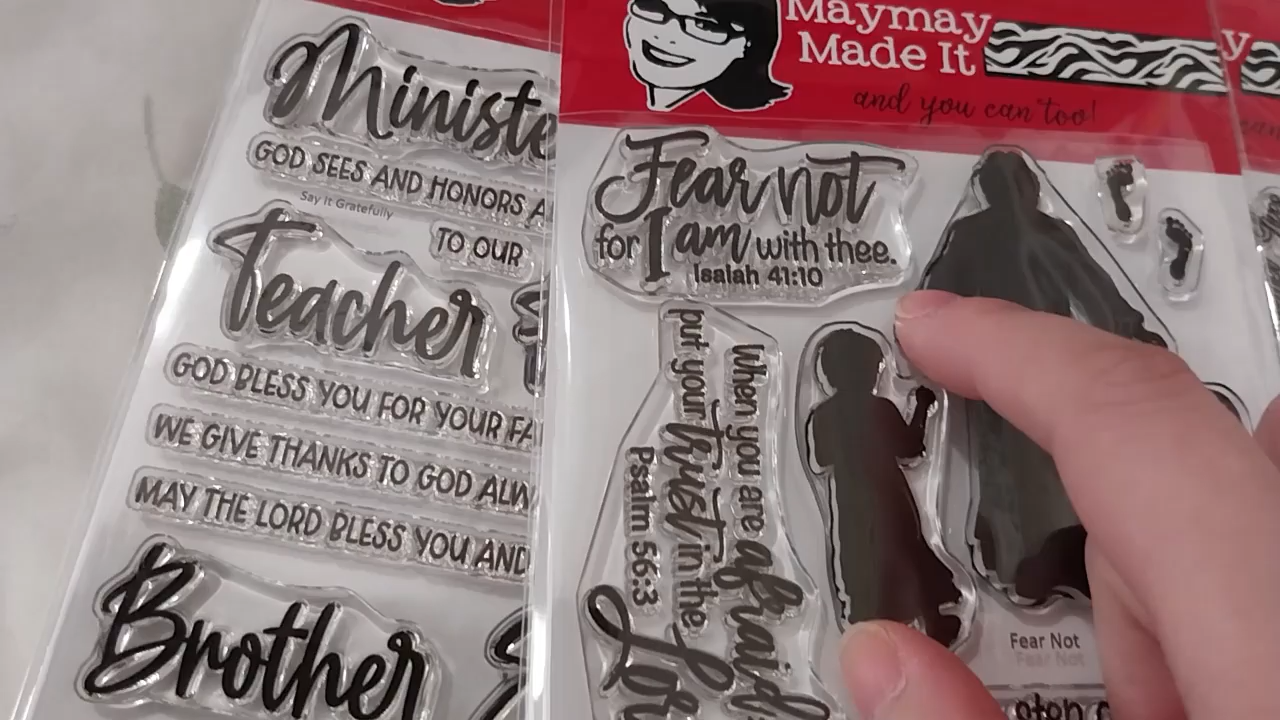 Maymay
Made It
and you can too!
Ministe
GOD SEES AND HONORS A
Say It Gratefully
TO OUR
Teacher
GOD BLESS YOU FOR YOUR FA
WE GIVE THANKS TO GOD ALW
MAY THE LORD BLESS YOU AND
Brother
Fear not
for I am with thee.
Isaiah 41:10
When you are afraid,
put your trust in the
Lor
Psalm 56:3
Fear Not
y